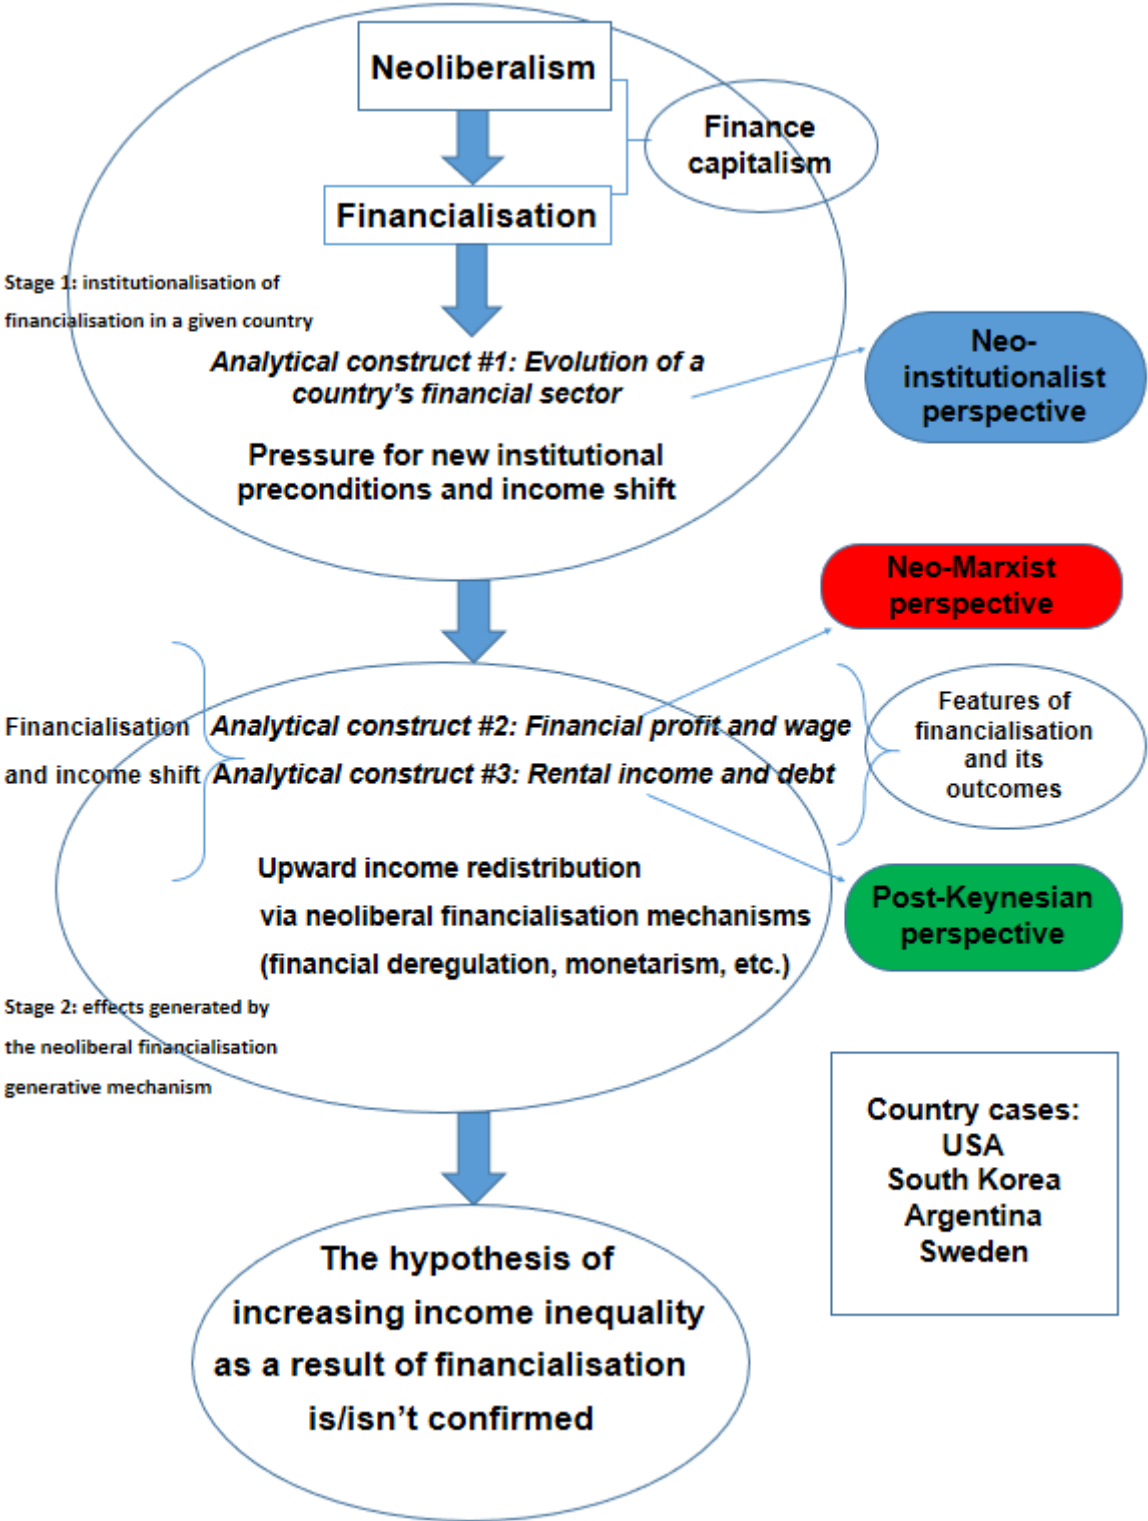 Neoliberalism
Finance
capitalism
Financialisation
Stage 1: institutionalisation of
financialisation in a given country
Analytical construct #1: Evolution of a
country's financial sector
Neo-
institutionalist
perspective
Pressure for new institutional
preconditions and income shift
Neo-Marxist
perspective
Financialisation
and income shift
Analytical construct #2: Financial profit and wage
Analytical construct #3: Rental income and debt
Features of
financialisation
and its
outcomes
Upward income redistribution
via neoliberal financialisation mechanisms
(financial deregulation, monetarism, etc.)
Post-Keynesian
perspective
Stage 2: effects generated by
the neoliberal financialisation
generative mechanism
Country cases:
USA
South Korea
Argentina
Sweden
The hypothesis of
increasing income inequality
as a result of financialisation
is/isn't confirmed